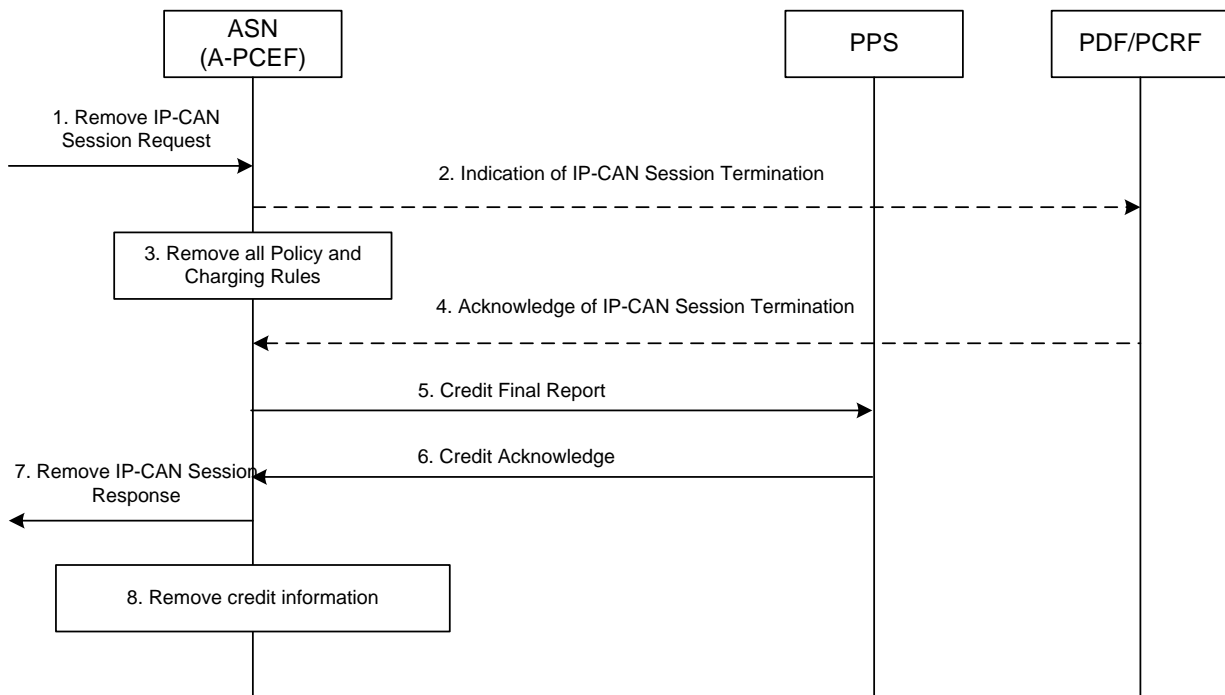 ASN
(A-PCEF)
PPS
PDF/PCRF
1. Remove IP-CAN
Session Request
2. Indication of IP-CAN Session Termination
3. Remove all Policy and
Charging Rules
4. Acknowledge of IP-CAN Session Termination
5. Credit Final Report
6. Credit Acknowledge
7. Remove IP-CAN Session
Response
8. Remove credit information